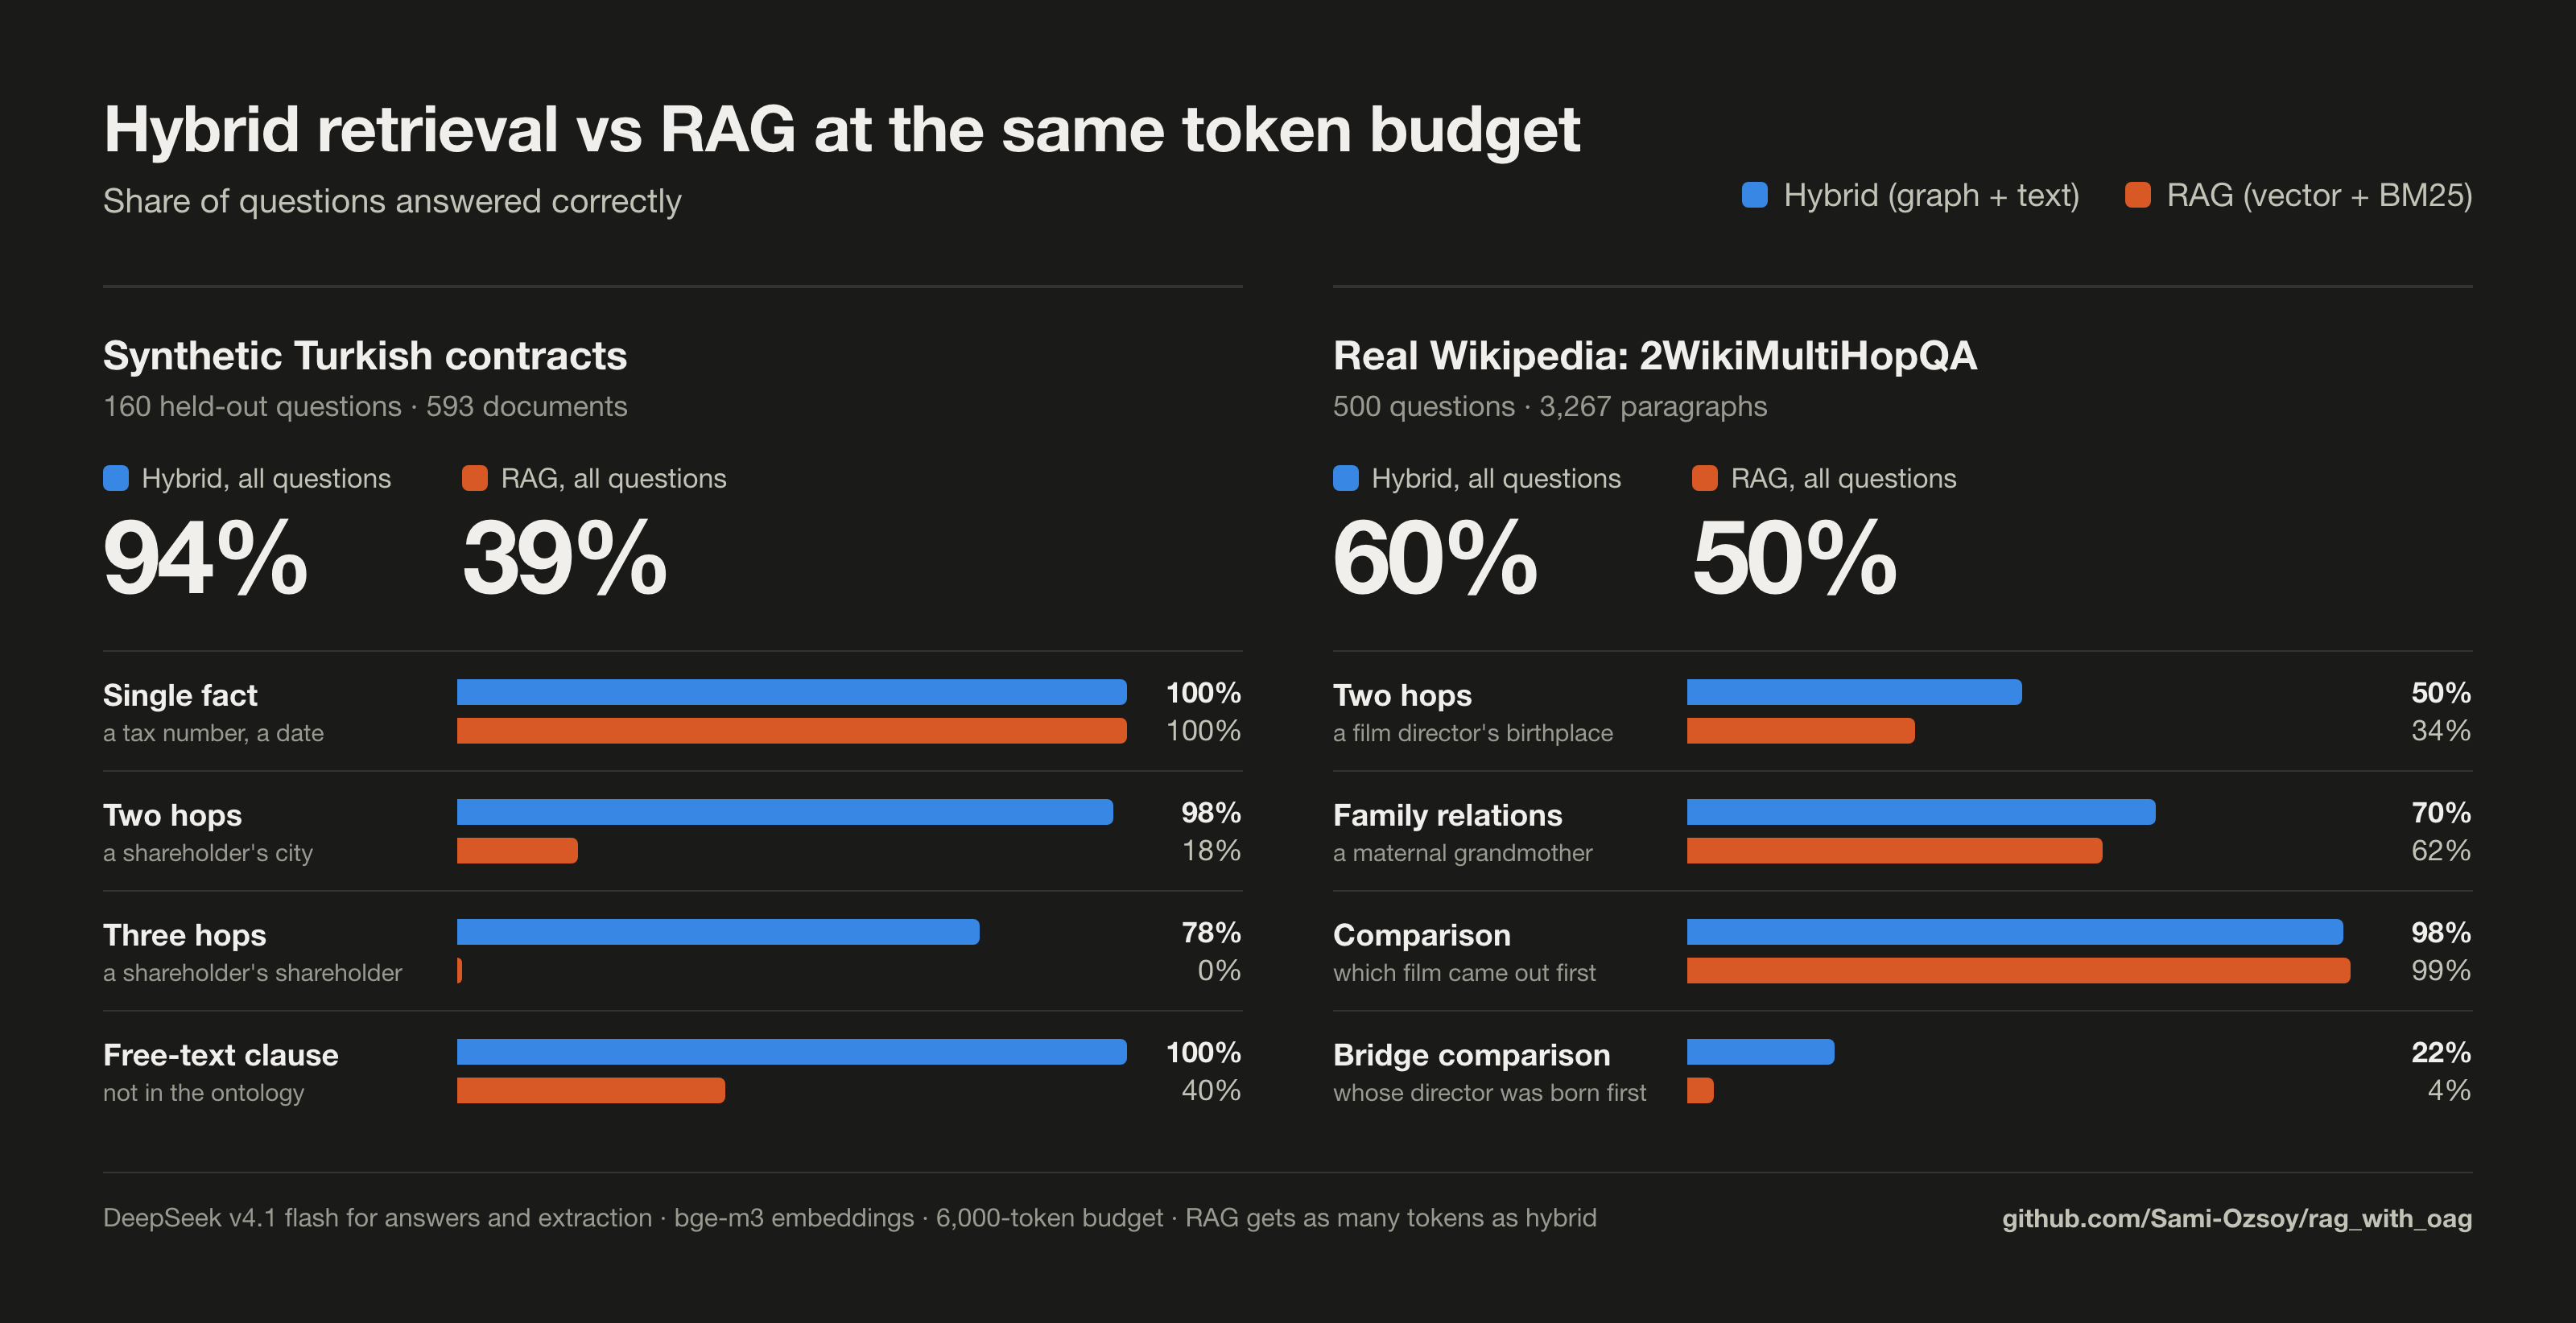 Hybrid retrieval vs RAG at the same token budget
Share of questions answered correctly
Hybrid (graph + text)
RAG (vector + BM25)
Synthetic Turkish contracts
160 held-out questions · 593 documents
Hybrid, all questions
94%
RAG, all questions
39%
Single fact
a tax number, a date
100%
100%
Two hops
a shareholder's city
98%
18%
Three hops
a shareholder's shareholder
78%
0%
Free-text clause
not in the ontology
100%
40%
Real Wikipedia: 2WikiMultiHopQA
500 questions · 3,267 paragraphs
Hybrid, all questions
60%
RAG, all questions
50%
Two hops
a film director's birthplace
50%
34%
Family relations
a maternal grandmother
70%
62%
Comparison
which film came out first
98%
99%
Bridge comparison
whose director was born first
22%
4%
DeepSeek v4.1 flash for answers and extraction · bge-m3 embeddings · 6,000-token budget · RAG gets as many tokens as hybrid
github.com/Sami-Ozsoy/rag_with_oag